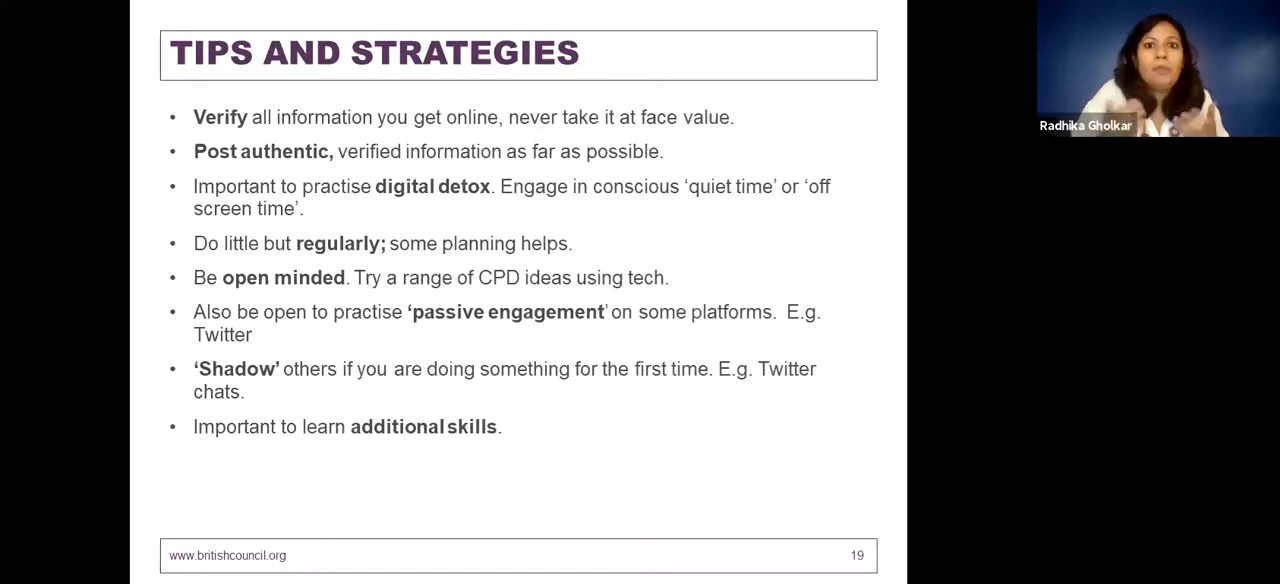 TIPS AND STRATEGIES
Radhika Gholkar
• Verify all information you get online, never take it at face value.
• Post authentic, verified information as far as possible.
• Important to practise digital detox. Engage in conscious ‘quiet time’ or ‘off
screen time’.
• Do little but regularly; some planning helps.
• Be open minded. Try a range of CPD ideas using tech.
• Also be open to practise ‘passive engagement’ on some platforms. E.g.
Twitter
• ‘Shadow’ others if you are doing something for the first time. E.g. Twitter
chats.
• Important to learn additional skills.
www.britishcouncil.org
19